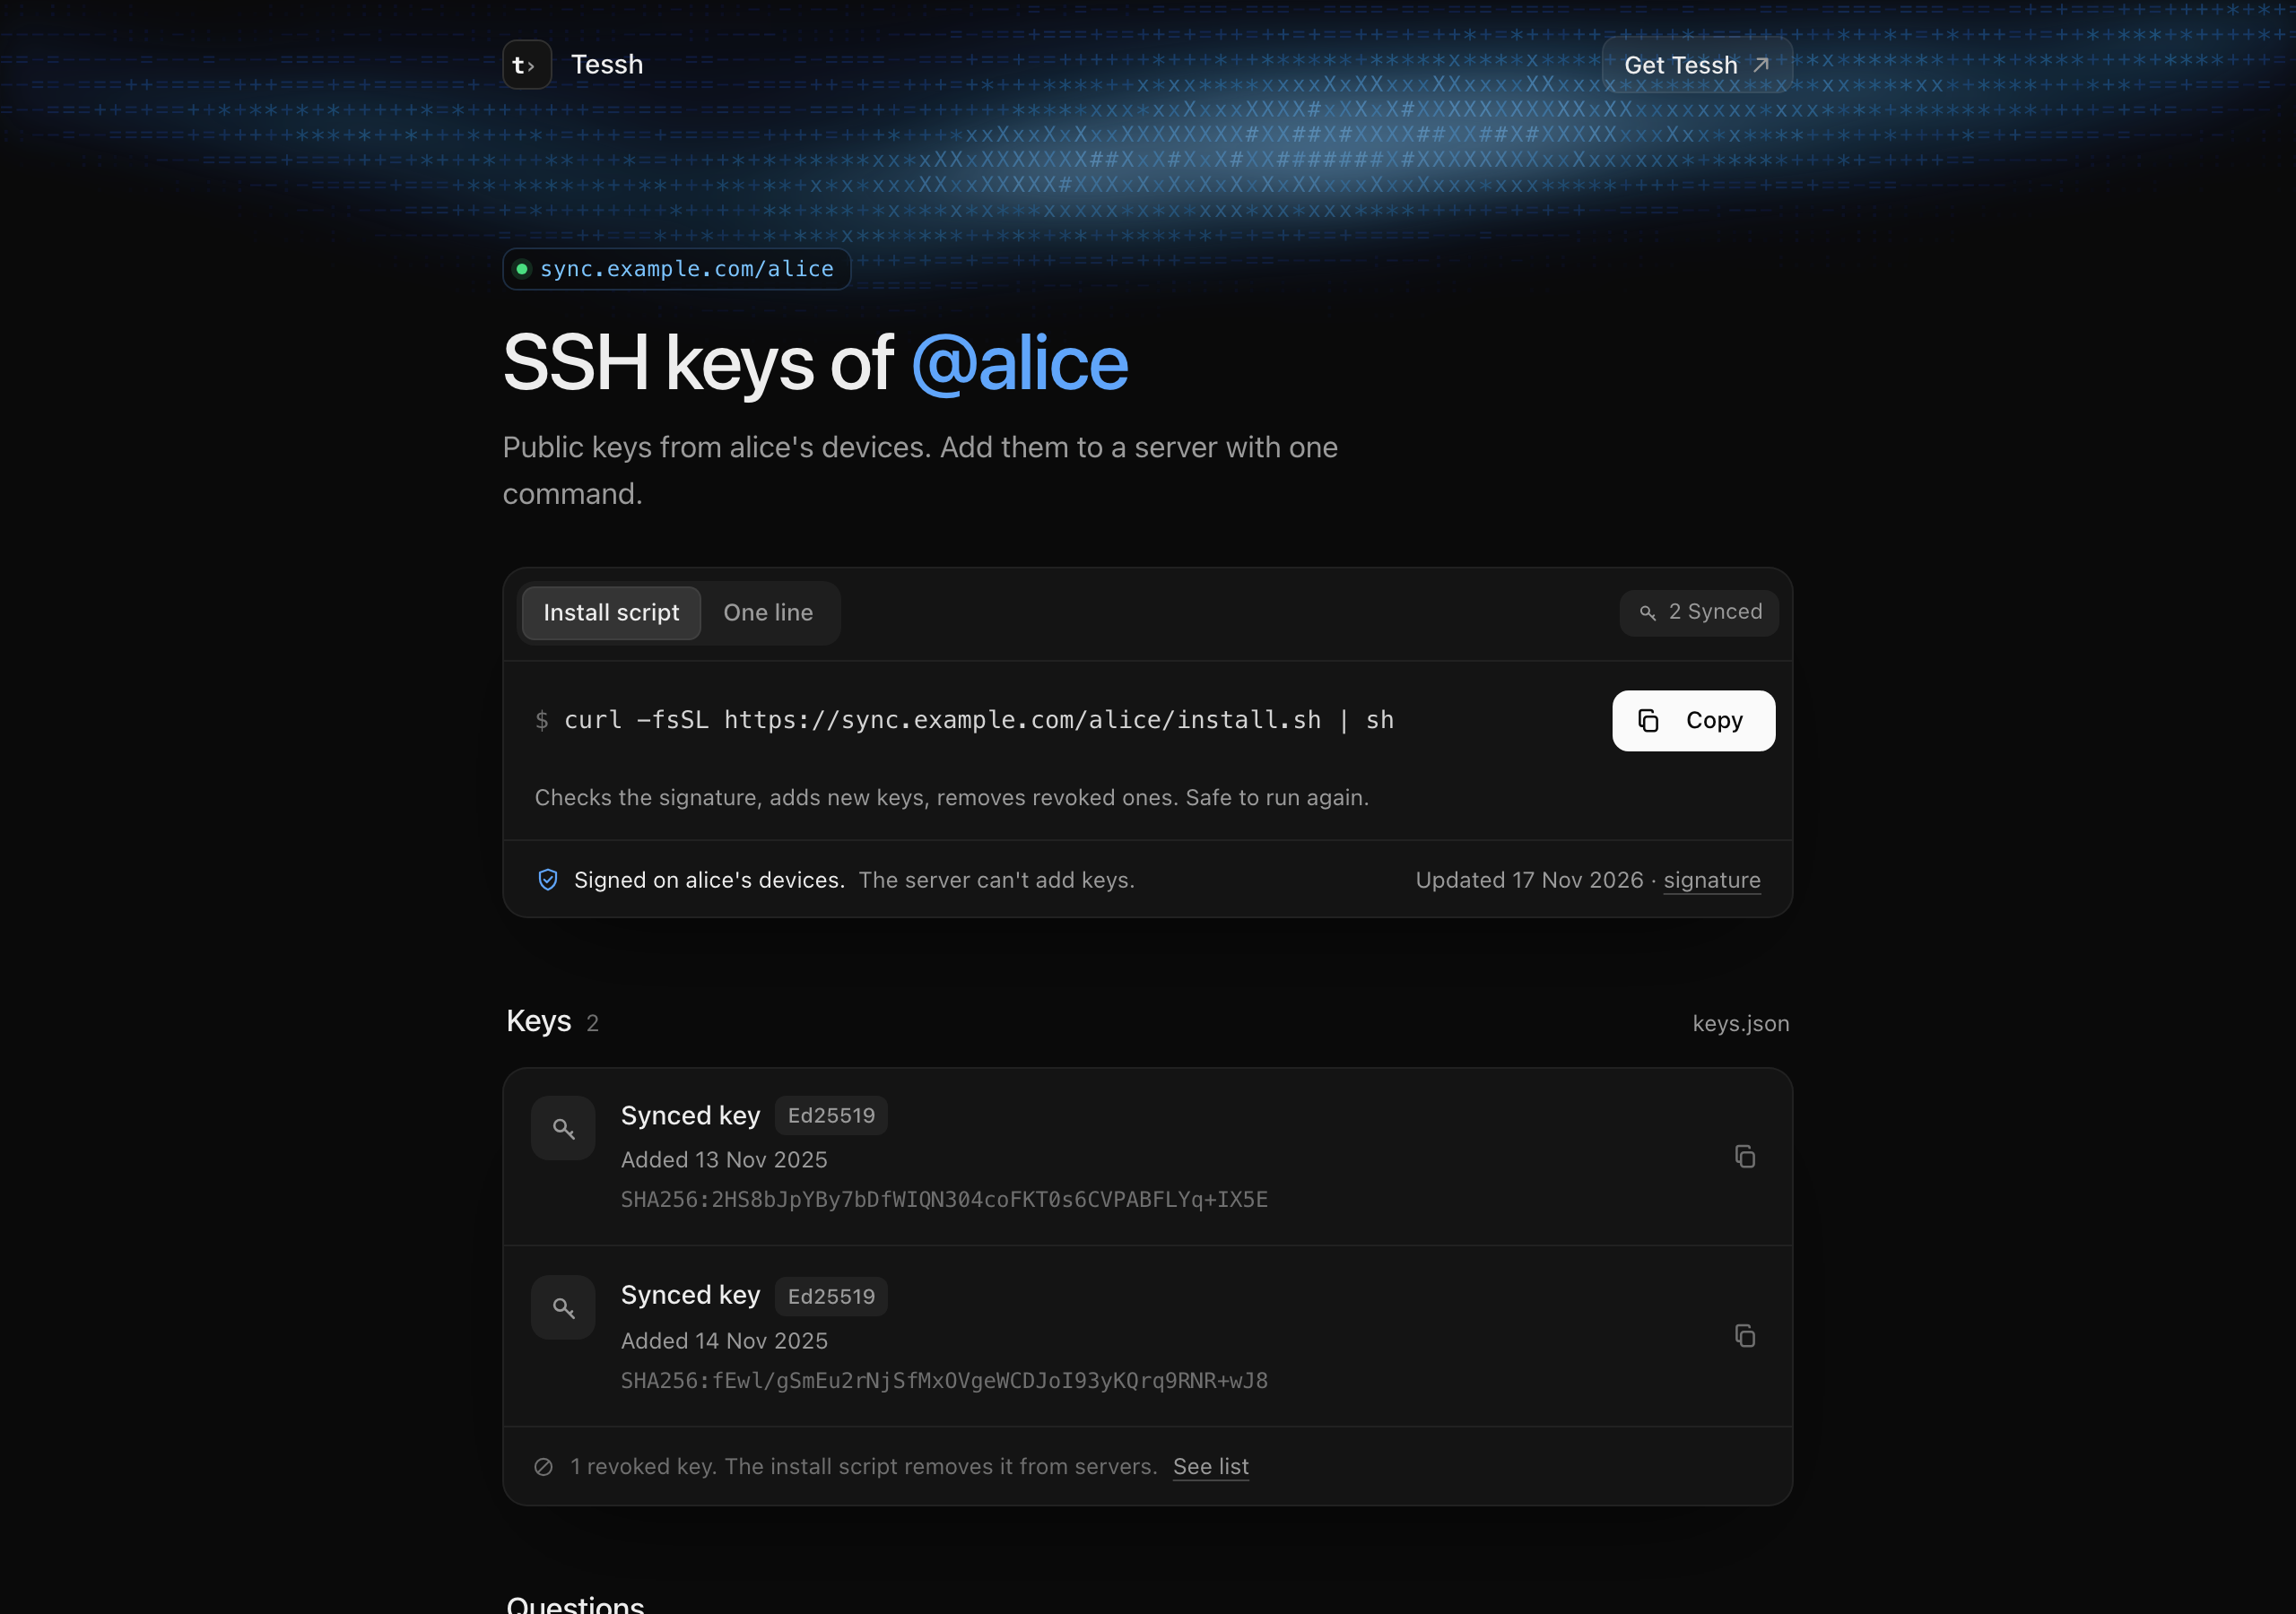 t› Tessh
Get Tessh
sync.example.com/alice
SSH keys of @alice
Public keys from alice's devices. Add them to a server with one
command.
Install script One line
2 Synced
$ curl -fsSL https://sync.example.com/alice/install.sh | sh
Copy
Checks the signature, adds new keys, removes revoked ones. Safe to run again.
Signed on alice's devices. The server can't add keys.
Updated 17 Nov 2026 · signature
Keys 2
keys.json
Synced key Ed25519
Added 13 Nov 2025
SHA256:2HS8bJpYBy7bDfWIQN304coFKT0s6CVPABFLYq+IX5E
Synced key Ed25519
Added 14 Nov 2025
SHA256:fEwl/gSmEu2rNjSfMxOVgeWCDJoI93yKQrq9RNR+wJ8
1 revoked key. The install script removes it from servers. See list
Questions